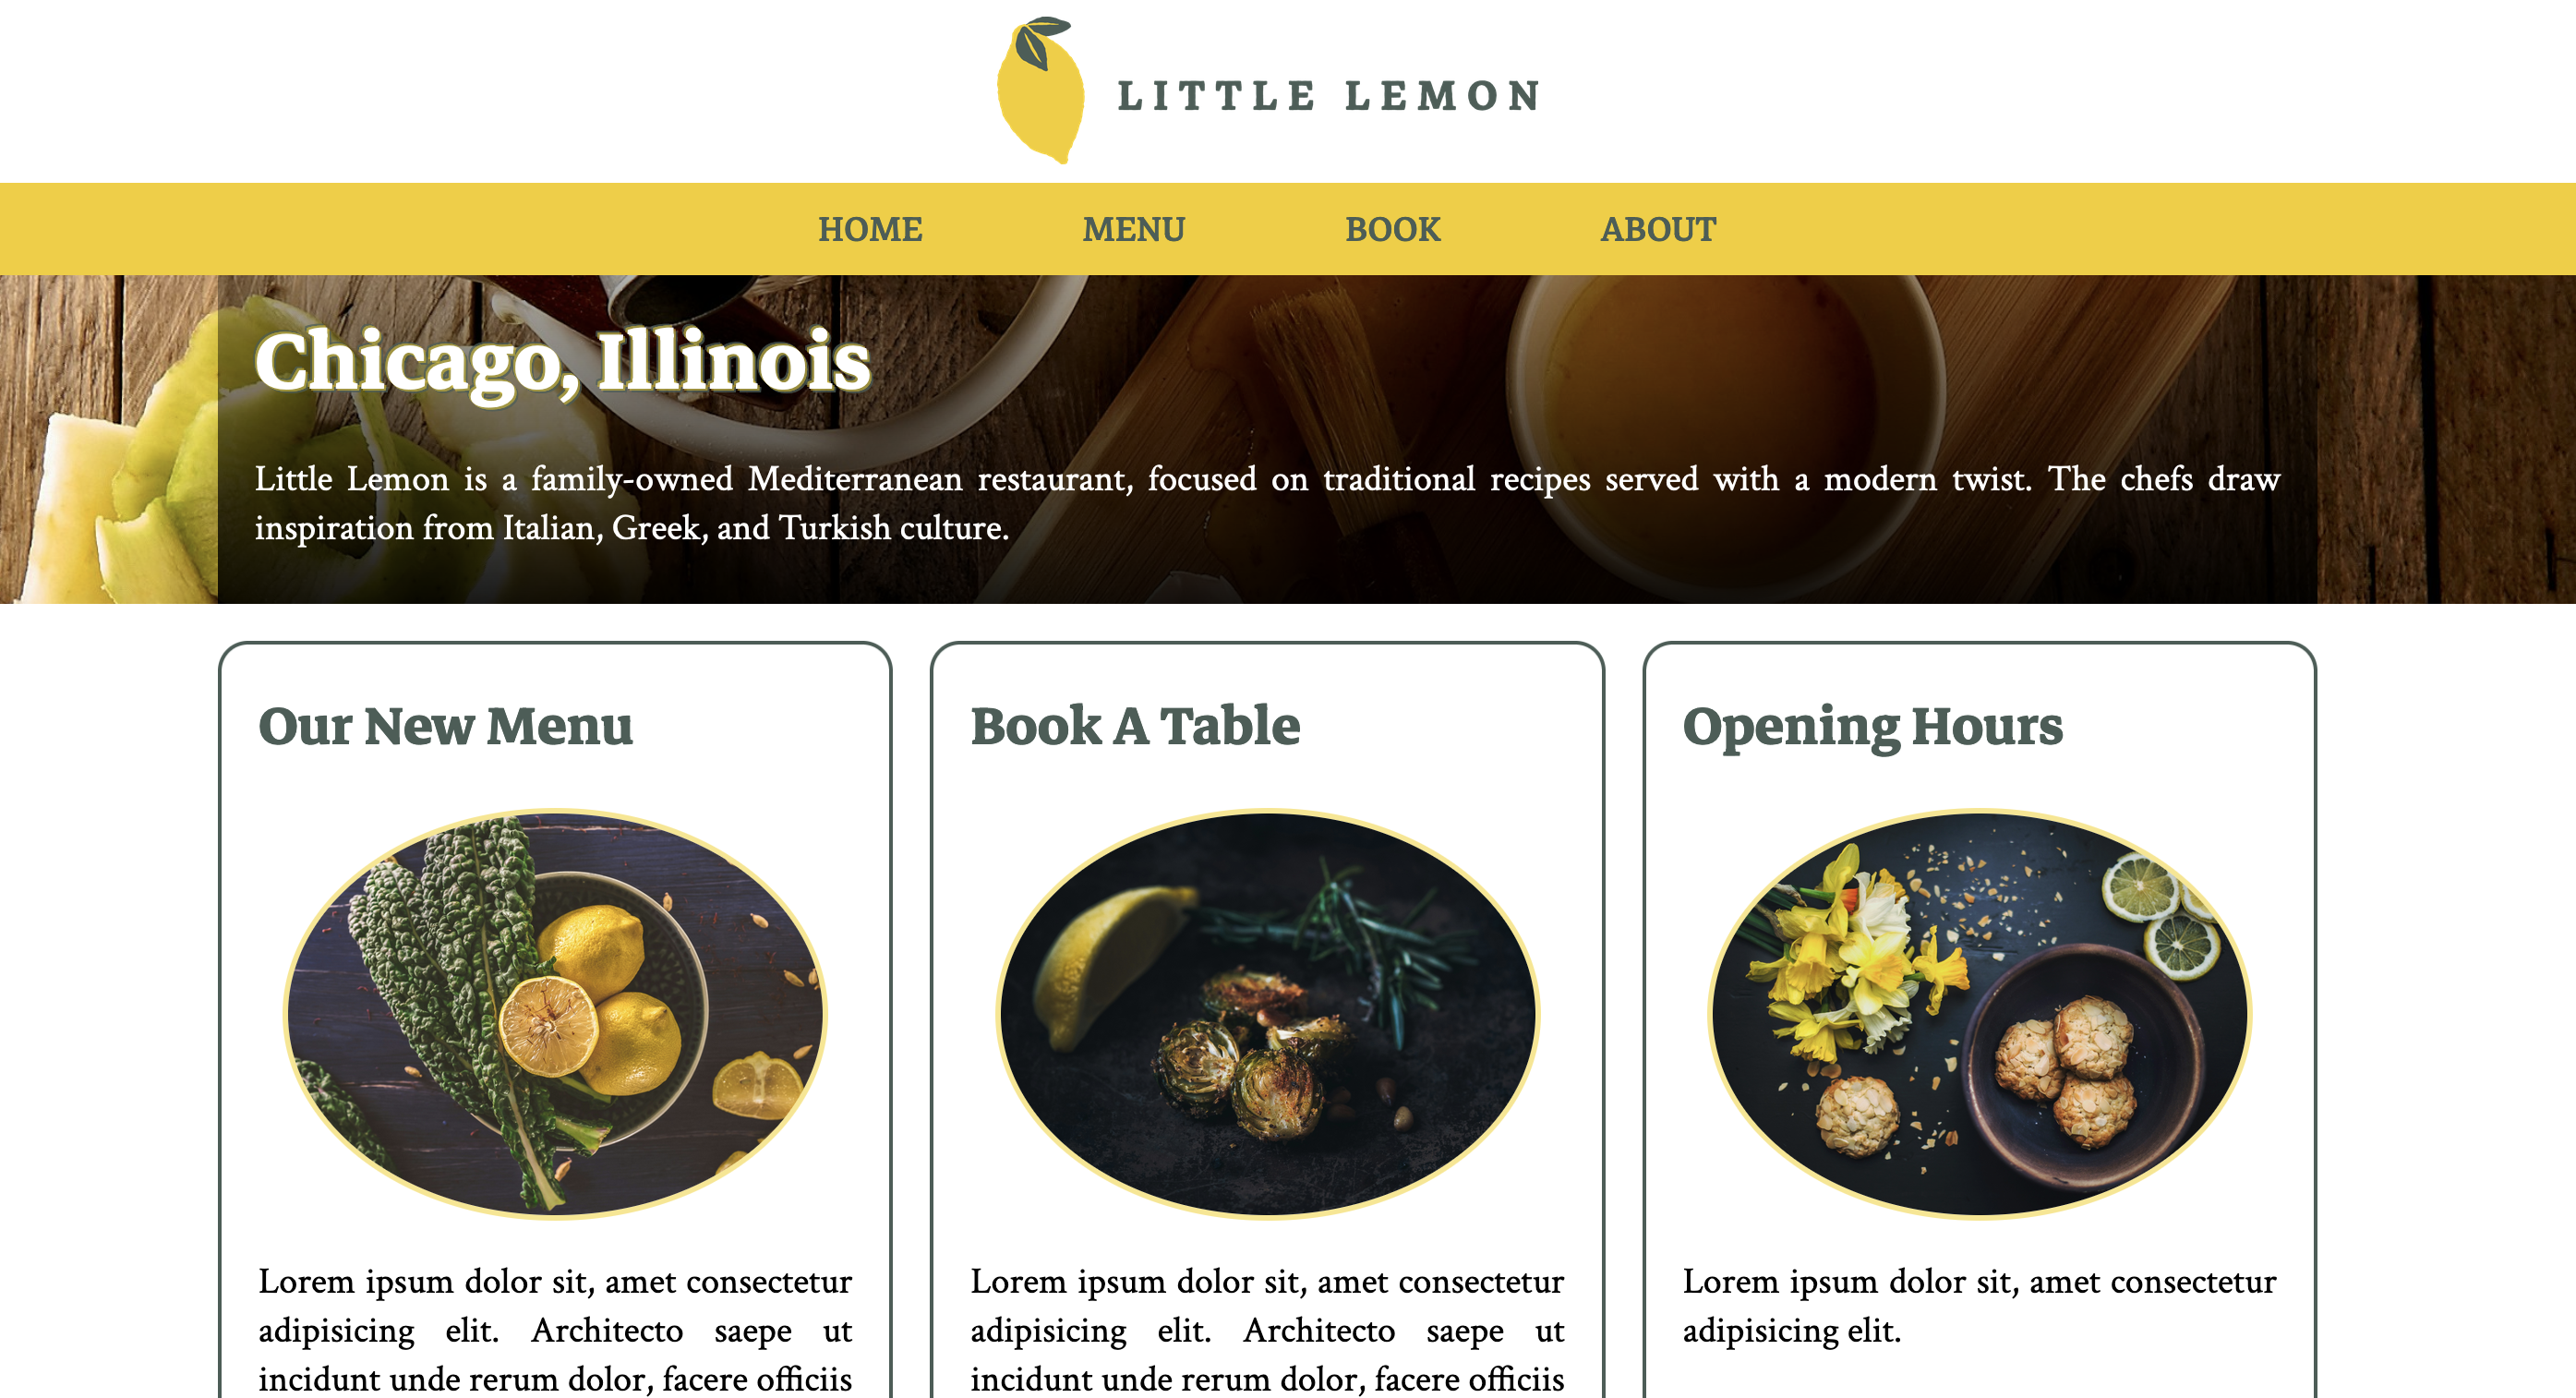 LITTLE LEMON
HOME MENU BOOK ABOUT
Chicago, Illinois
Little Lemon is a family-owned Mediterranean restaurant, focused on traditional recipes served with a modern twist. The chefs draw
inspiration from Italian, Greek, and Turkish culture.
Our New Menu
Lorem ipsum dolor sit, amet consectetur
adipisicing elit. Architecto saepe ut
incidunt unde rerum dolor, facere officiis
Book A Table
Lorem ipsum dolor sit, amet consectetur
adipisicing elit. Architecto saepe ut
incidunt unde rerum dolor, facere officiis
Opening Hours
Lorem ipsum dolor sit, amet consectetur
adipisicing elit.